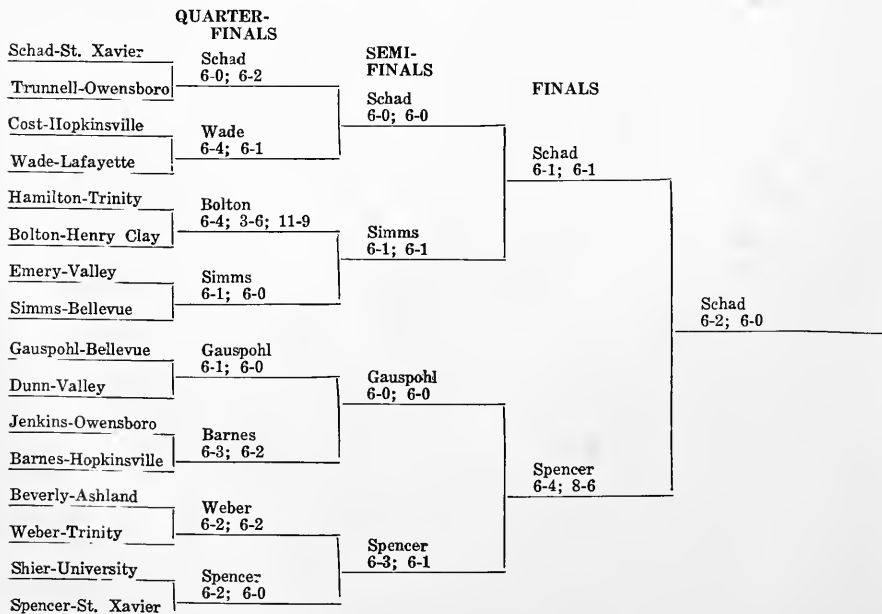 QUARTER-
FINALS
Schad-St. Xavier
Trunnell-Owensboro
Cost-Hopkinsville
Wade-Lafayette
Hamilton-Trinity
Bolton-Henry Clay
Emery-Valley
Simms-Bellevue
Gauspohl-Bellevue
Dunn-Valley
Jenkins-Owensboro
Barnes-Hopkinsville
Beverly-Ashland
Weber-Trinity
Shier-University
Spencer-St. Xavier
Schad
6-0; 6-2
Wade
6-4; 6-1
Bolton
6-4; 3-6; 11-9
Simms
6-1; 6-0
Gauspohl
6-1; 6-0
Barnes
6-3; 6-2
Weber
6-2; 6-2
Spencer
6-2; 6-0
SEMI-
FINALS
Schad
6-0; 6-0
Simms
6-1; 6-1
Gauspohl
6-0; 6-0
Spencer
6-3; 6-1
FINALS
Schad
6-1; 6-1
Spencer
6-4; 8-6
Schad
6-2; 6-0